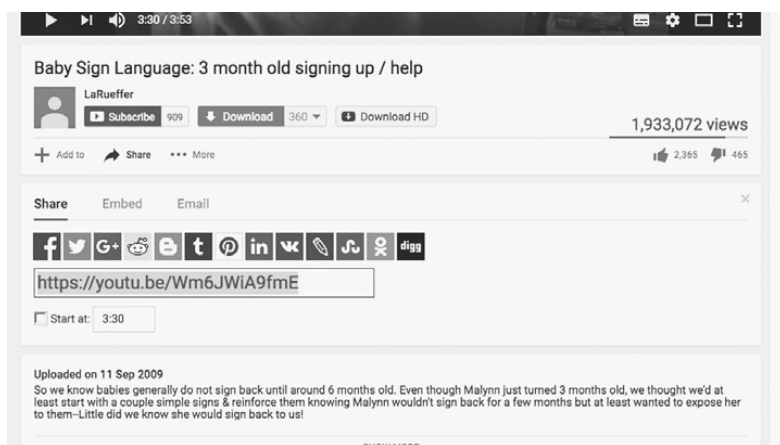 3:30 / 3:53
Baby Sign Language: 3 month old signing up / help
LaRueffer
Subscribe 909 Download 360 Download HD
1,933,072 views
Add to Share More 2,365 465
Share Embed Email
f G+ B t in digg
https://youtu.be/Wm6JWiA9fmE
Start at: 3:30
Uploaded on 11 Sep 2009
So we know babies generally do not sign back until around 6 months old. Even though Malynn just turned 3 months old, we thought we'd at
least start with a couple simple signs & reinforce them knowing Malynn wouldn't sign back for a few months but at least wanted to expose her
to them–Little did we know she would sign back to us!